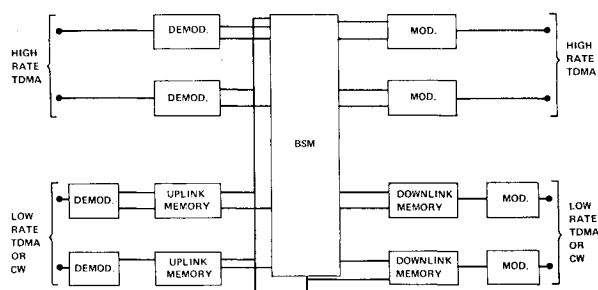 HIGH
RATE
TDMA
DEMOD.
MOD.
HIGH
RATE
TDMA
DEMOD.
MOD.
BSM
LOW
RATE
TDMA
OR
CW
DEMOD.
UPLINK
MEMORY
DOWNLINK
MEMORY
MOD.
LOW
RATE
TDMA
OR
CW
DEMOD.
UPLINK
MEMORY
DOWNLINK
MEMORY
MOD.